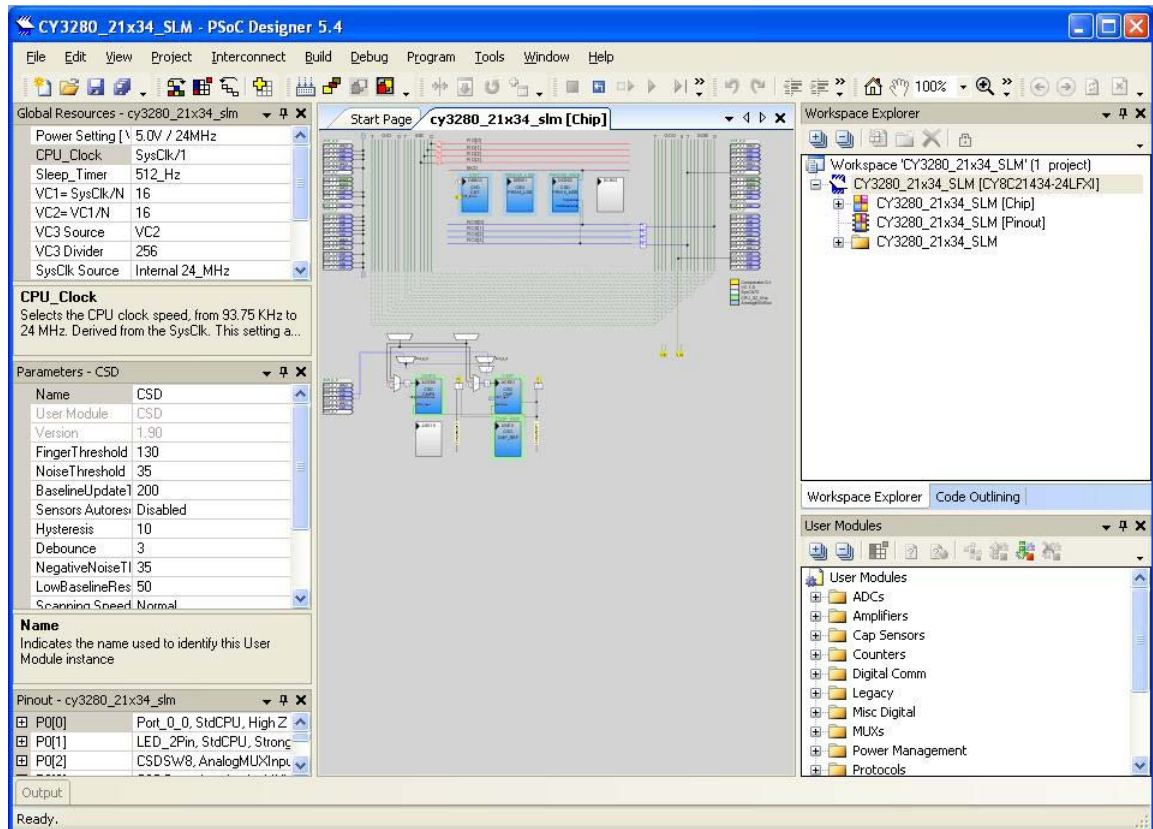 CY3280_21x34_SLM - PSoC Designer 5.4
File Edit View Project Interconnect Build Debug Program Tools Window Help
100%
Global Resources - cy3280_21x34_slm
Power Setting [ V 5.0V / 24MHz
CPU_Clock SysClk/1
Sleep_Timer 512_Hz
VC1= SysClk/N 16
VC2= VC1/N 16
VC3 Source VC2
VC3 Divider 256
SysClk Source Internal 24_MHz
CPU_Clock
Selects the CPU clock speed, from 93.75 KHz to
24 MHz. Derived from the SysClk. This setting a...
Parameters - CSD
Name CSD
User Module CSD
Version 1.90
FingerThreshold 130
NoiseThreshold 35
BaselineUpdateT 200
Sensors Autorese Disabled
Hysteresis 10
Debounce 3
NegativeNoiseTl 35
LowBaselineRes 50
Scanning Speed Normal
Name
Indicates the name used to identify this User
Module instance
Pinout - cy3280_21x34_slm
P0[0] Port_0_0, StdCPU, High Z
P0[1] LED_2Pin, StdCPU, Strong
P0[2] CSDSW8, AnalogMUXInpu
Output
Ready.
Start Page cy3280_21x34_slm [Chip]
Workspace Explorer
Workspace 'CY3280_21x34_SLM' (1 project)
CY3280_21x34_SLM [CY8C21434-24LFXI]
CY3280_21x34_SLM [Chip]
CY3280_21x34_SLM [Pinout]
CY3280_21x34_SLM
Workspace Explorer Code Outlining
User Modules
User Modules
ADCs
Amplifiers
Cap Sensors
Counters
Digital Comm
Legacy
Misc Digital
MUXs
Power Management
Protocols